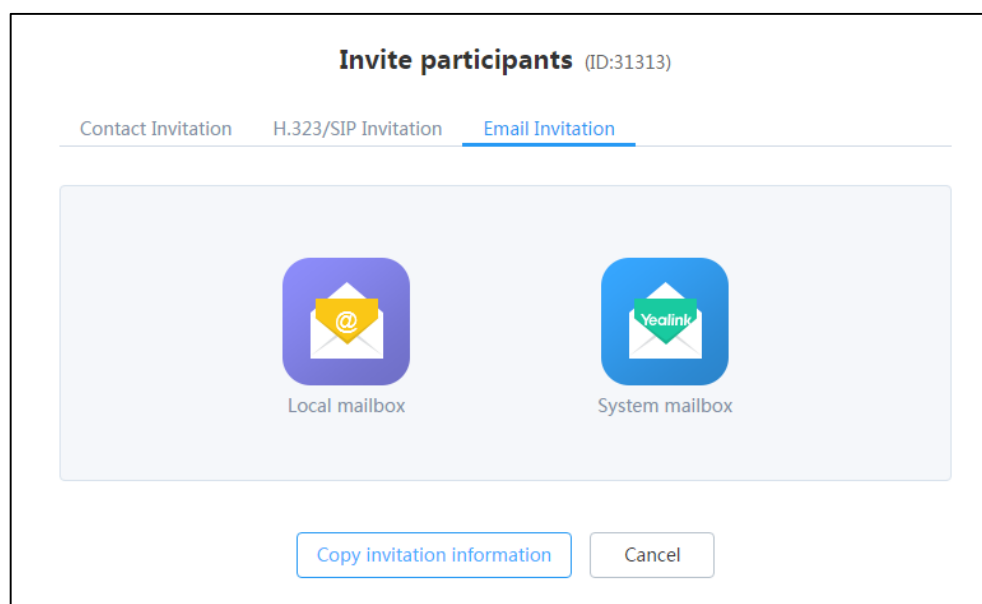 Invite participants (ID:31313)
Contact Invitation H.323/SIP Invitation Email Invitation
@ Yealink
Local mailbox System mailbox
Copy invitation information Cancel